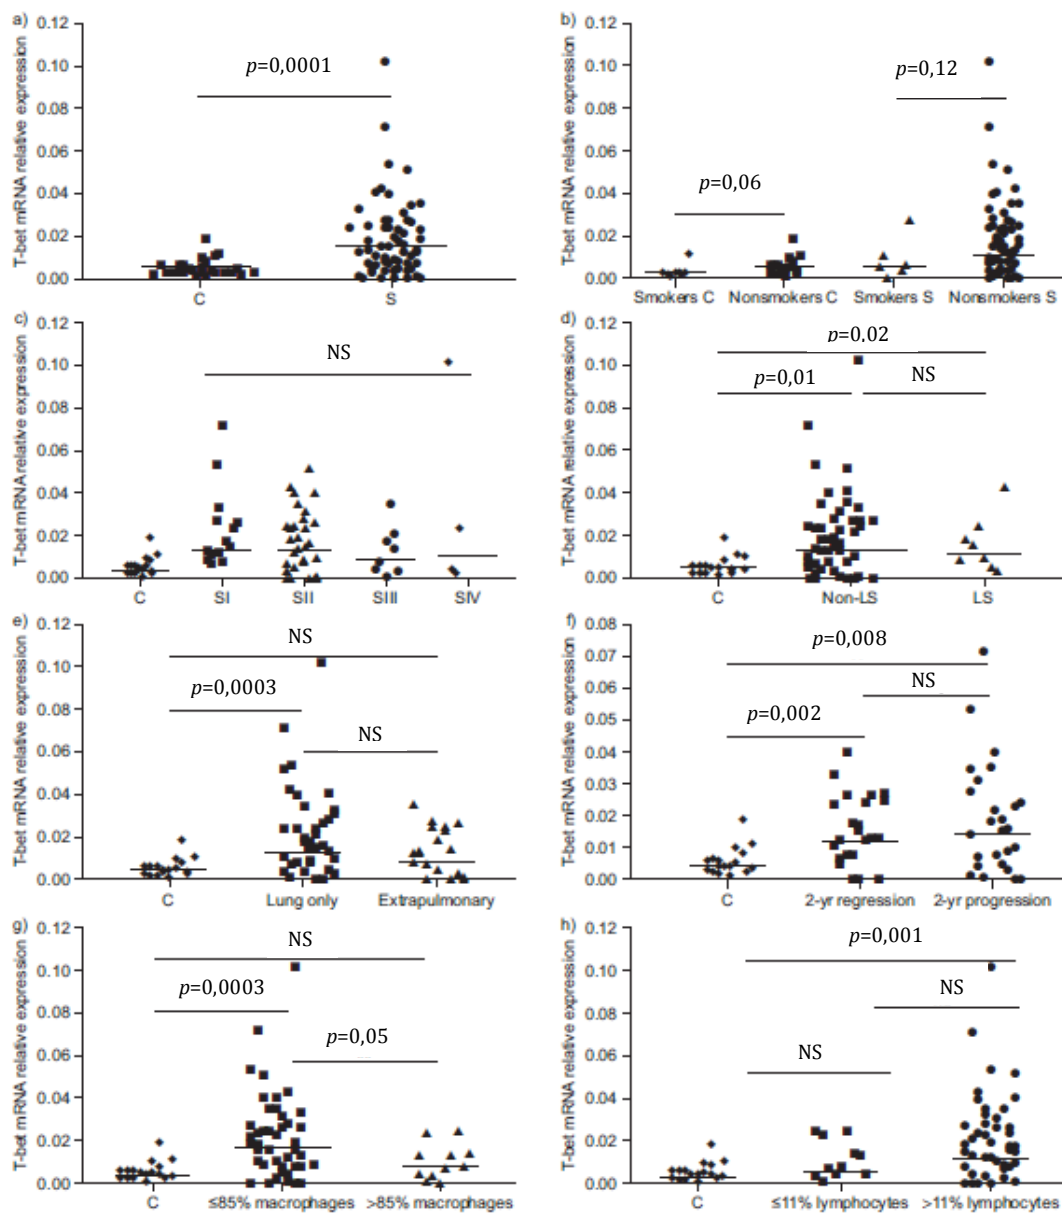 a) 0.12
T-bet mRNA relative expression
0.10
0.08
0.06
0.04
0.02
0.00
p=0,0001
C S
b) 0.12
T-bet mRNA relative expression
0.10
0.08
0.06
0.04
0.02
0.00
p=0,12
p=0,06
Smokers C Nonsmokers C Smokers S Nonsmokers S
c) 0.12
T-bet mRNA relative expression
0.10
0.08
0.06
0.04
0.02
0.00
NS
C SI SII SIII SIV
d) 0.12
T-bet mRNA relative expression
0.10
0.08
0.06
0.04
0.02
0.00
p=0,02
p=0,01 NS
C Non-LS LS
e) 0.12
T-bet mRNA relative expression
0.10
0.08
0.06
0.04
0.02
0.00
NS
p=0,0003
NS
C Lung only Extrapulmonary
f) 0.08
T-bet mRNA relative expression
0.07
0.06
0.05
0.04
0.03
0.02
0.01
0.00
p=0,008
NS
p=0,002
C 2-yr regression 2-yr progression
g) 0.12
T-bet mRNA relative expression
0.10
0.08
0.06
0.04
0.02
0.00
NS
p=0,0003
p=0,05
C ≤85% macrophages >85% macrophages
h) 0.12
T-bet mRNA relative expression
0.10
0.08
0.06
0.04
0.02
0.00
p=0,001
NS
NS
C ≤11% lymphocytes >11% lymphocytes